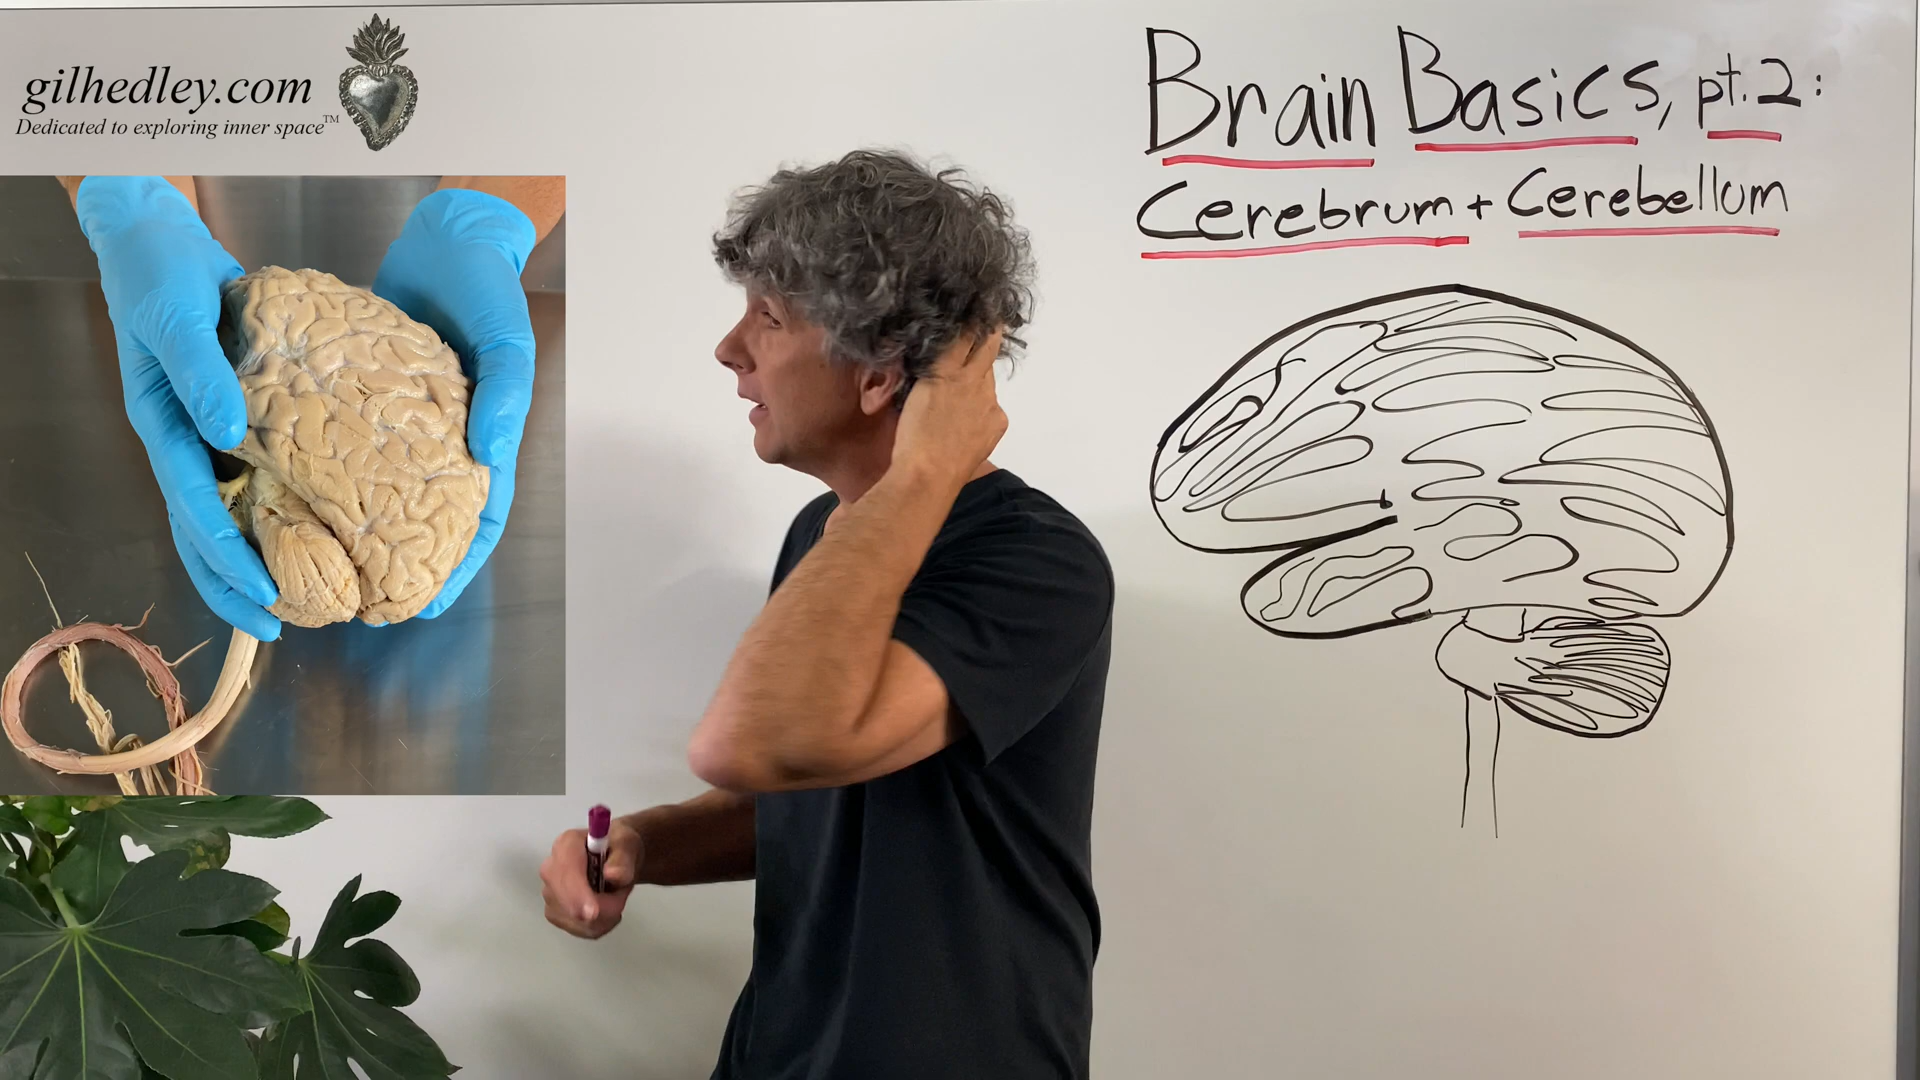 gilhedley.com
Dedicated to exploring inner space™
Brain Basics, pt. 2:
Cerebrum + Cerebellum